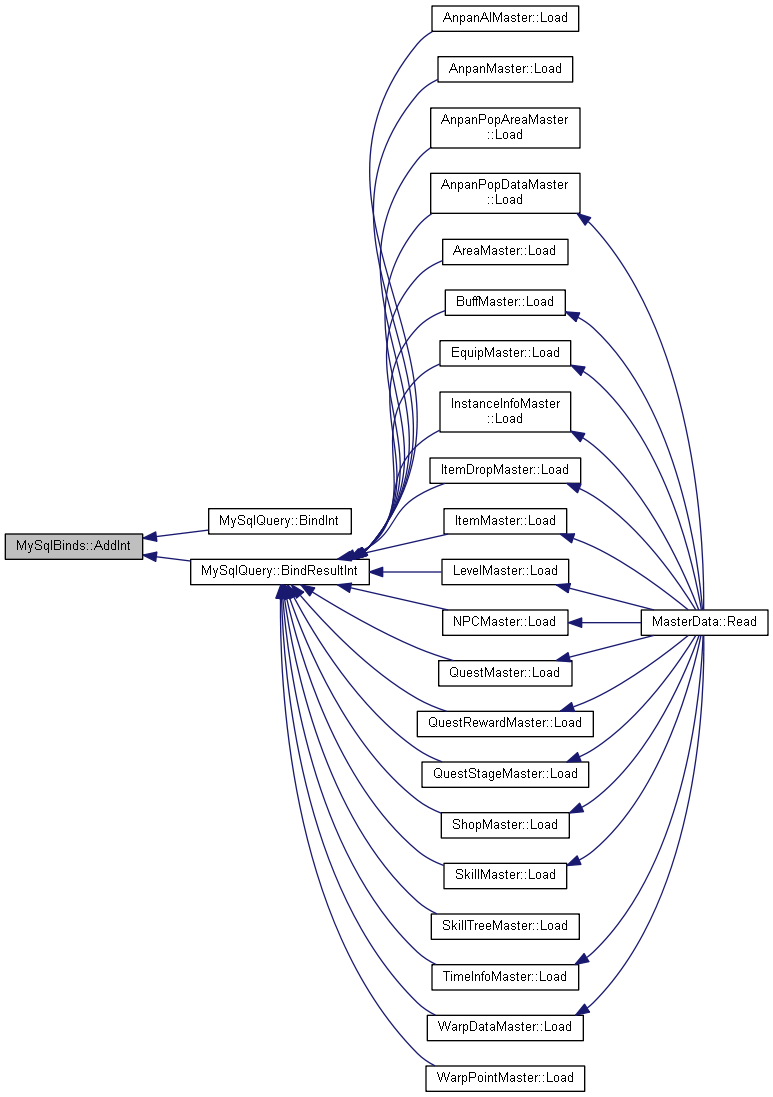 AnpanAIMaster::Load
AnpanMaster::Load
AnpanPopAreaMaster
::Load
AnpanPopDataMaster
::Load
AreaMaster::Load
BuffMaster::Load
EquipMaster::Load
InstanceInfoMaster
::Load
ItemDropMaster::Load
MySqlQuery::BindInt
ItemMaster::Load
MySqlBinds::AddInt
MySqlQuery::BindResultInt
LevelMaster::Load
NPCMaster::Load
MasterData::Read
QuestMaster::Load
QuestRewardMaster::Load
QuestStageMaster::Load
ShopMaster::Load
SkillMaster::Load
SkillTreeMaster::Load
TimeInfoMaster::Load
WarpDataMaster::Load
WarpPointMaster::Load